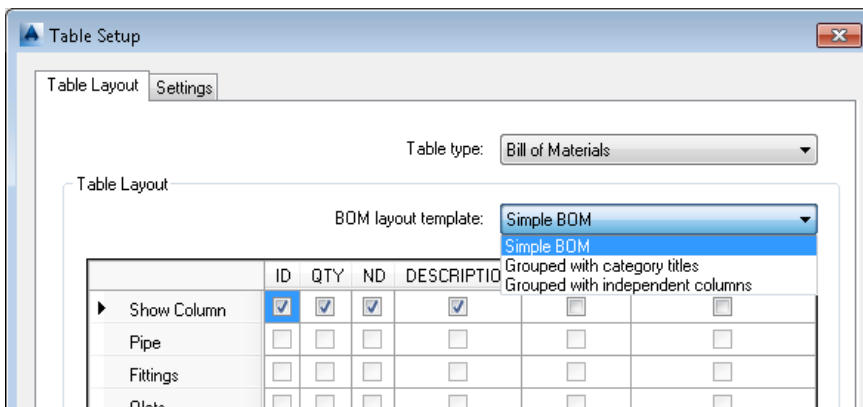 Table Setup
Table Layout Settings
Table type: Bill of Materials
Table Layout
BOM layout template: Simple BOM
Simple BOM
Grouped with category titles
Grouped with independent columns
ID QTY ND DESCRIPTIO
Show Column
Pipe
Fittings